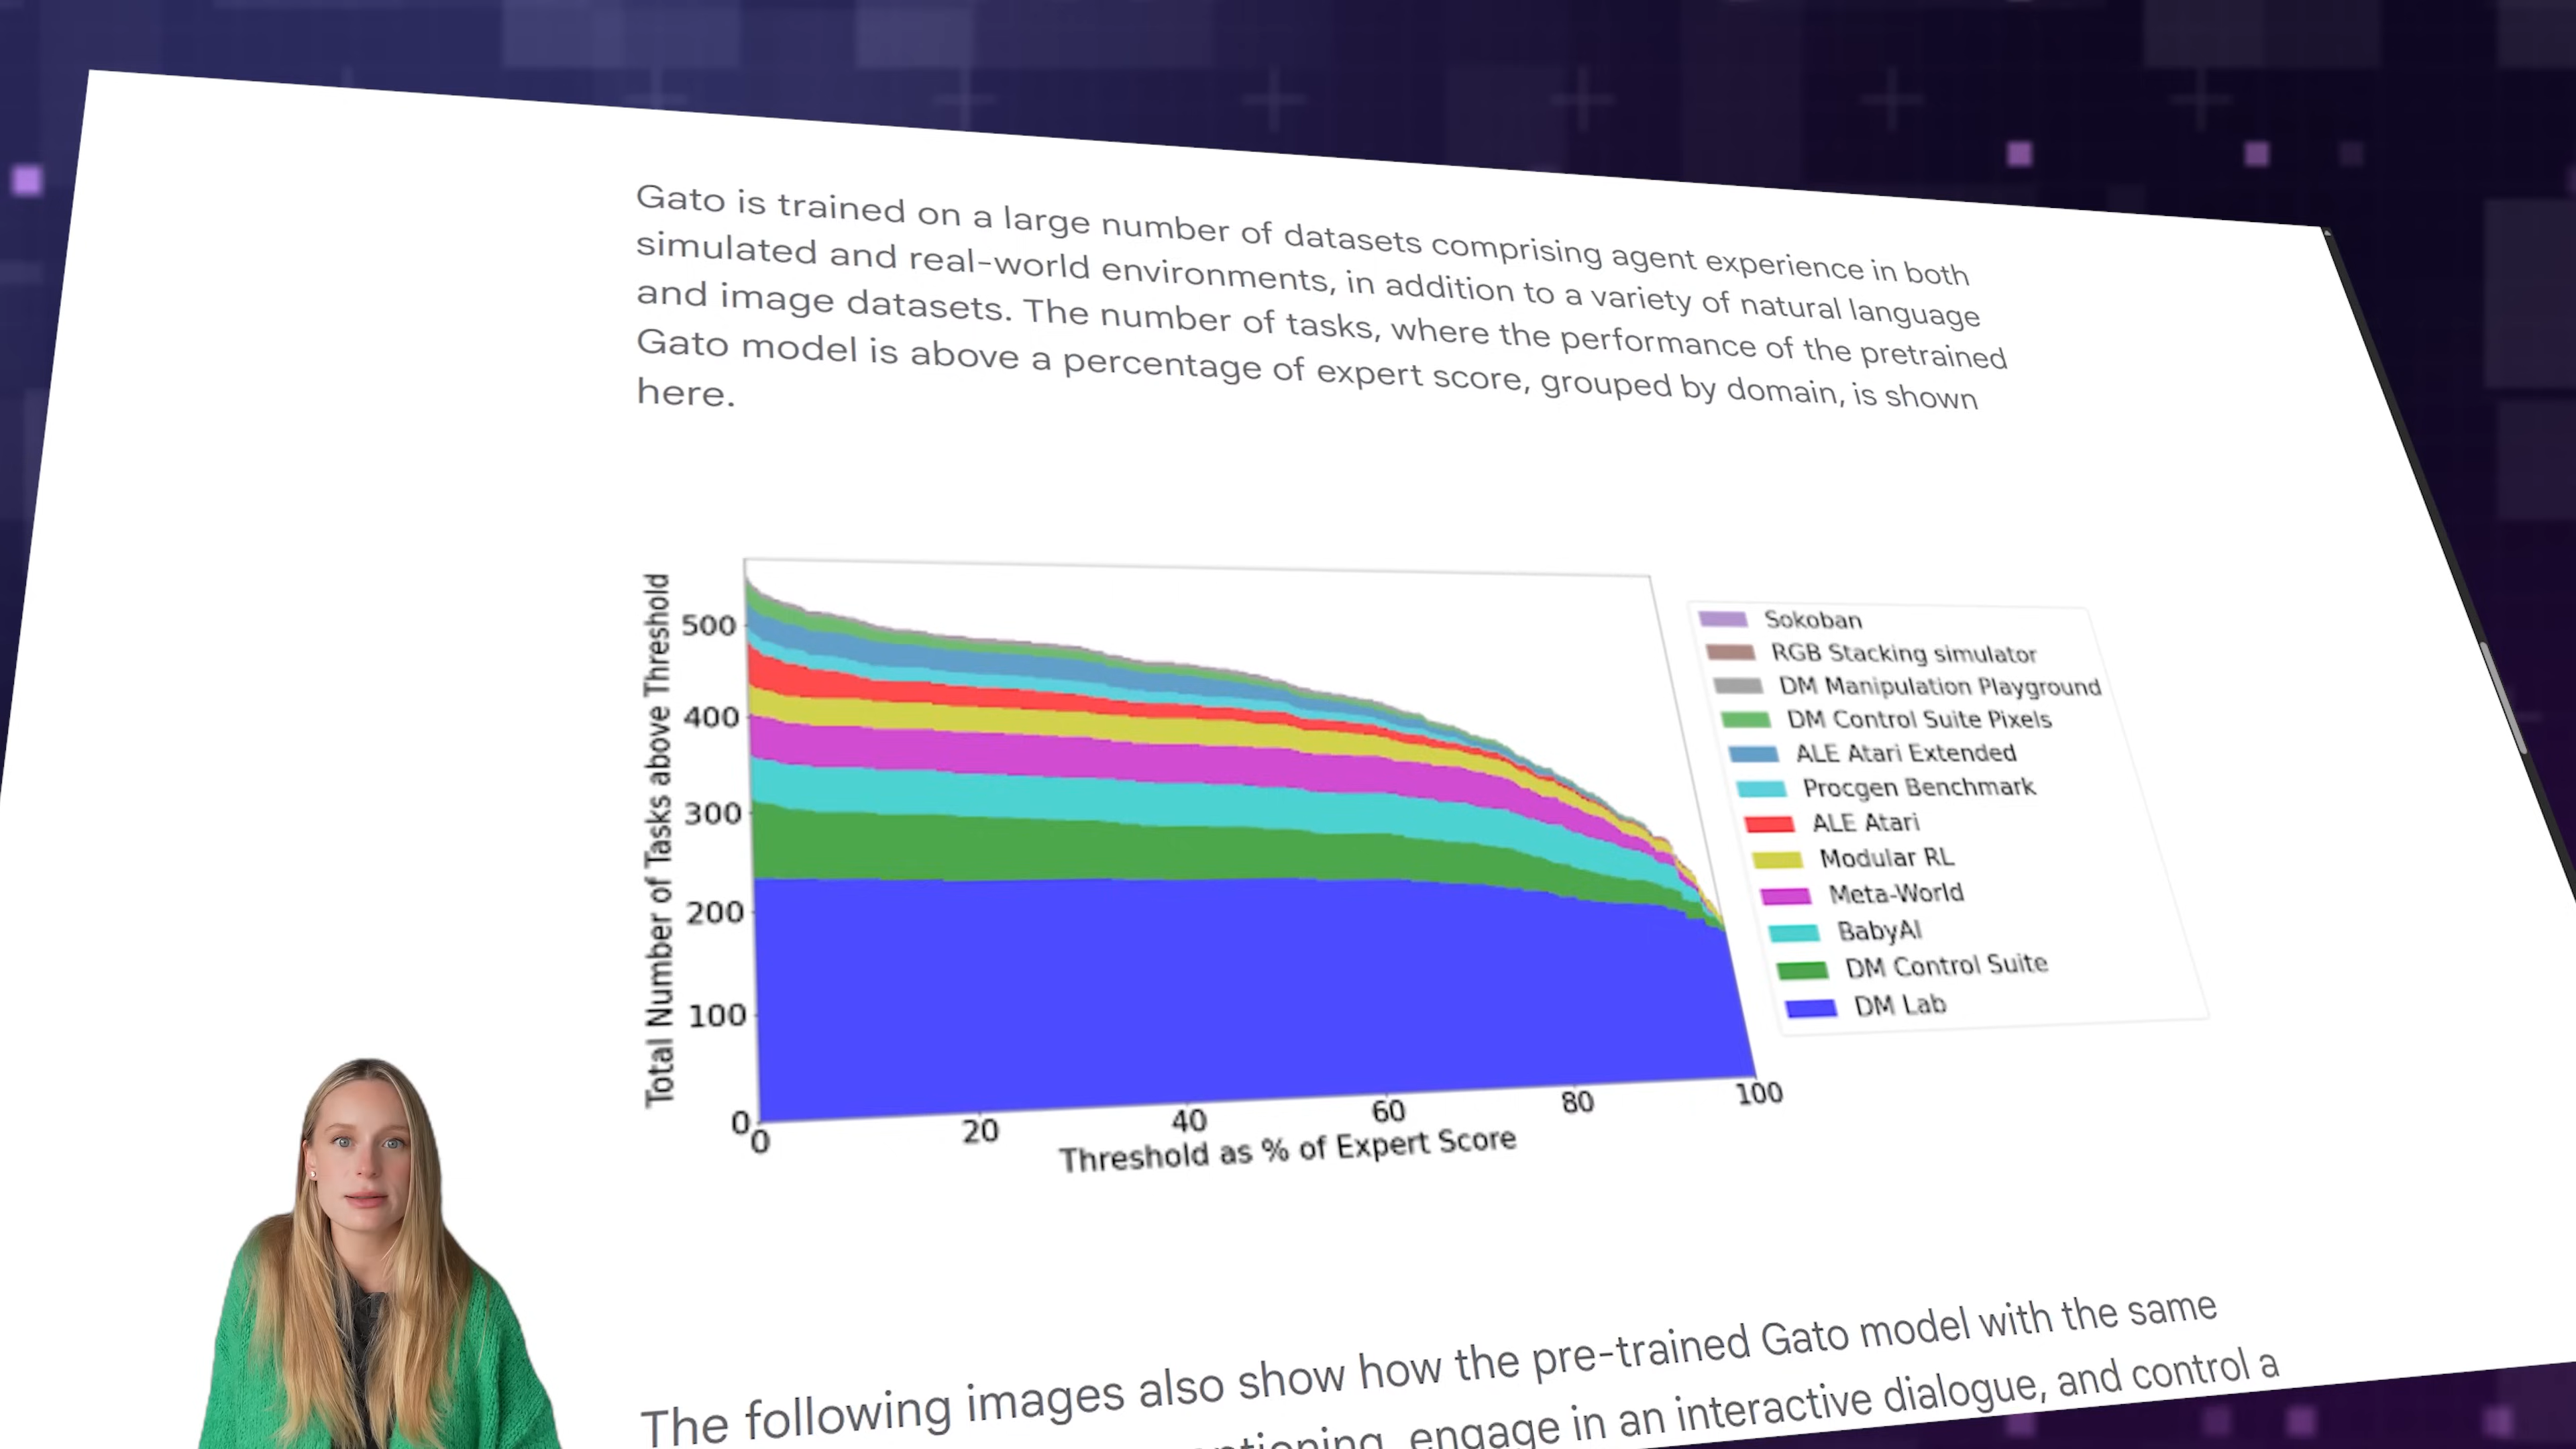 Gato is trained on a large number of datasets comprising agent experience in both
simulated and real-world environments, in addition to a variety of natural language
and image datasets. The number of tasks, where the performance of the pretrained
Gato model is above a percentage of expert score, grouped by domain, is shown
here.
Total Number of Tasks above Threshold
500
400
300
200
100
0
0
20
40
60
80
100
Threshold as % of Expert Score
Sokoban
RGB Stacking simulator
DM Manipulation Playground
DM Control Suite Pixels
ALE Atari Extended
Procgen Benchmark
ALE Atari
Modular RL
Meta-World
BabyAI
DM Control Suite
DM Lab
The following images also show how the pre-trained Gato model with the same
engage in an interactive dialogue, and control a